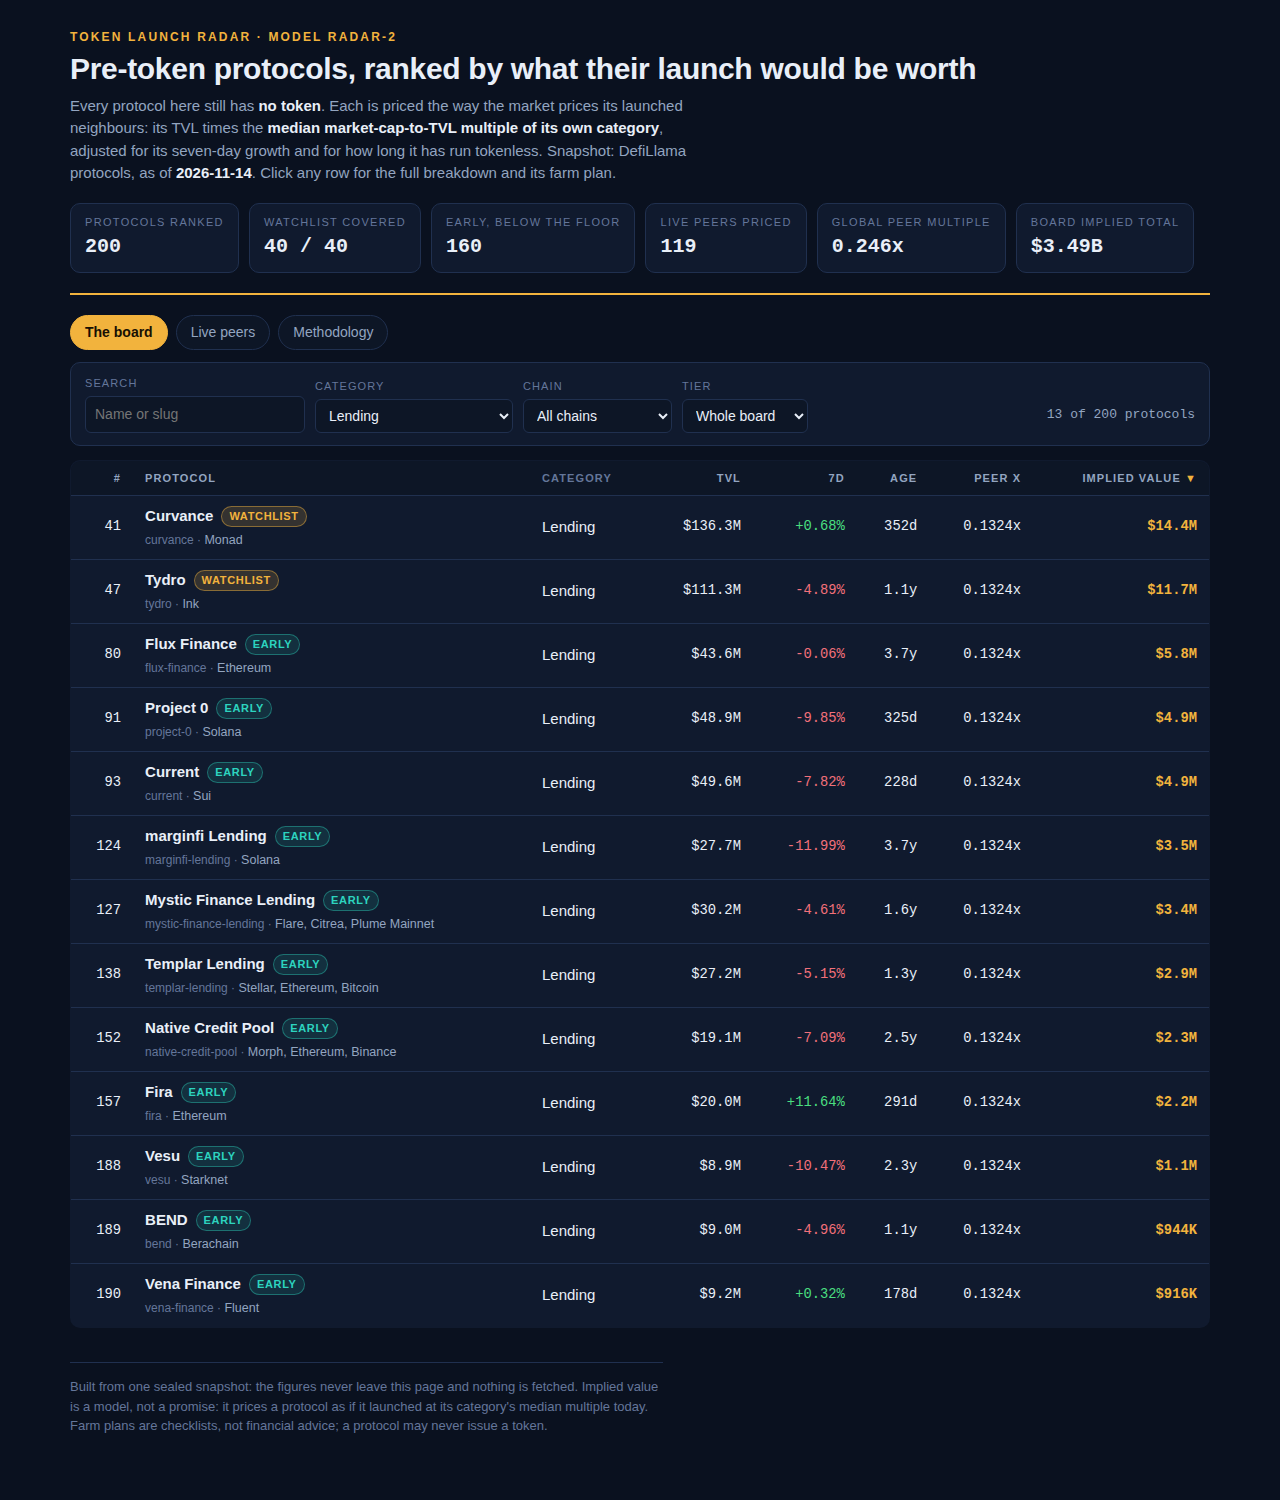 TOKEN LAUNCH RADAR · MODEL RADAR-2
Pre-token protocols, ranked by what their launch would be worth
Every protocol here still has no token. Each is priced the way the market prices its launched
neighbours: its TVL times the median market-cap-to-TVL multiple of its own category,
adjusted for its seven-day growth and for how long it has run tokenless. Snapshot: DefiLlama
protocols, as of 2026-11-14. Click any row for the full breakdown and its farm plan.
PROTOCOLS RANKED
200
WATCHLIST COVERED
40 / 40
EARLY, BELOW THE FLOOR
160
LIVE PEERS PRICED
119
GLOBAL PEER MULTIPLE
0.246x
BOARD IMPLIED TOTAL
$3.49B
The board Live peers Methodology
SEARCH CATEGORY CHAIN TIER
Name or slug Lending All chains Whole board 13 of 200 protocols
# PROTOCOL CATEGORY TVL 7D AGE PEER X IMPLIED VALUE ▼
41 Curvance WATCHLIST Lending $136.3M +0.68% 352d 0.1324x $14.4M
curvance · Monad
47 Tydro WATCHLIST Lending $111.3M -4.89% 1.1y 0.1324x $11.7M
tydro · Ink
80 Flux Finance EARLY Lending $43.6M -0.06% 3.7y 0.1324x $5.8M
flux-finance · Ethereum
91 Project 0 EARLY Lending $48.9M -9.85% 325d 0.1324x $4.9M
project-0 · Solana
93 Current EARLY Lending $49.6M -7.82% 228d 0.1324x $4.9M
current · Sui
124 marginfi Lending EARLY Lending $27.7M -11.99% 3.7y 0.1324x $3.5M
marginfi-lending · Solana
127 Mystic Finance Lending EARLY Lending $30.2M -4.61% 1.6y 0.1324x $3.4M
mystic-finance-lending · Flare, Citrea, Plume Mainnet
138 Templar Lending EARLY Lending $27.2M -5.15% 1.3y 0.1324x $2.9M
templar-lending · Stellar, Ethereum, Bitcoin
152 Native Credit Pool EARLY Lending $19.1M -7.09% 2.5y 0.1324x $2.3M
native-credit-pool · Morph, Ethereum, Binance
157 Fira EARLY Lending $20.0M +11.64% 291d 0.1324x $2.2M
fira · Ethereum
188 Vesu EARLY Lending $8.9M -10.47% 2.3y 0.1324x $1.1M
vesu · Starknet
189 BEND EARLY Lending $9.0M -4.96% 1.1y 0.1324x $944K
bend · Berachain
190 Vena Finance EARLY Lending $9.2M +0.32% 178d 0.1324x $916K
vena-finance · Fluent
Built from one sealed snapshot: the figures never leave this page and nothing is fetched. Implied value
is a model, not a promise: it prices a protocol as if it launched at its category's median multiple today.
Farm plans are checklists, not financial advice; a protocol may never issue a token.